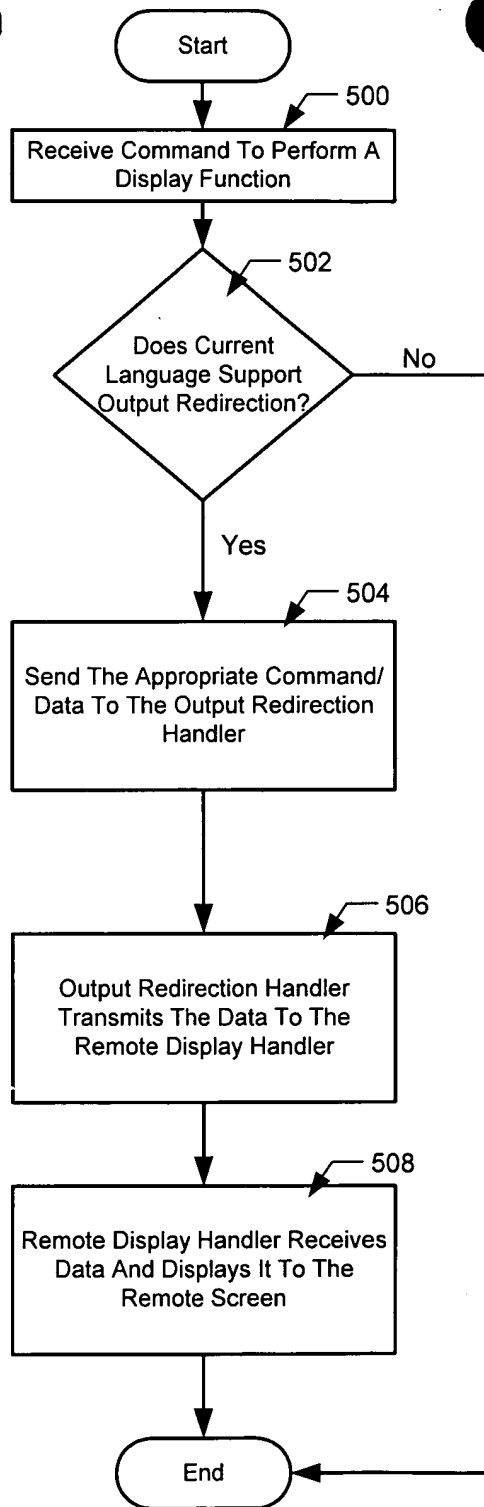 Start
500
Receive Command To Perform A
Display Function
502
Does Current
Language Support
Output Redirection?
No
Yes
504
Send The Appropriate Command/
Data To The Output Redirection
Handler
506
Output Redirection Handler
Transmits The Data To The
Remote Display Handler
508
Remote Display Handler Receives
Data And Displays It To The
Remote Screen
End